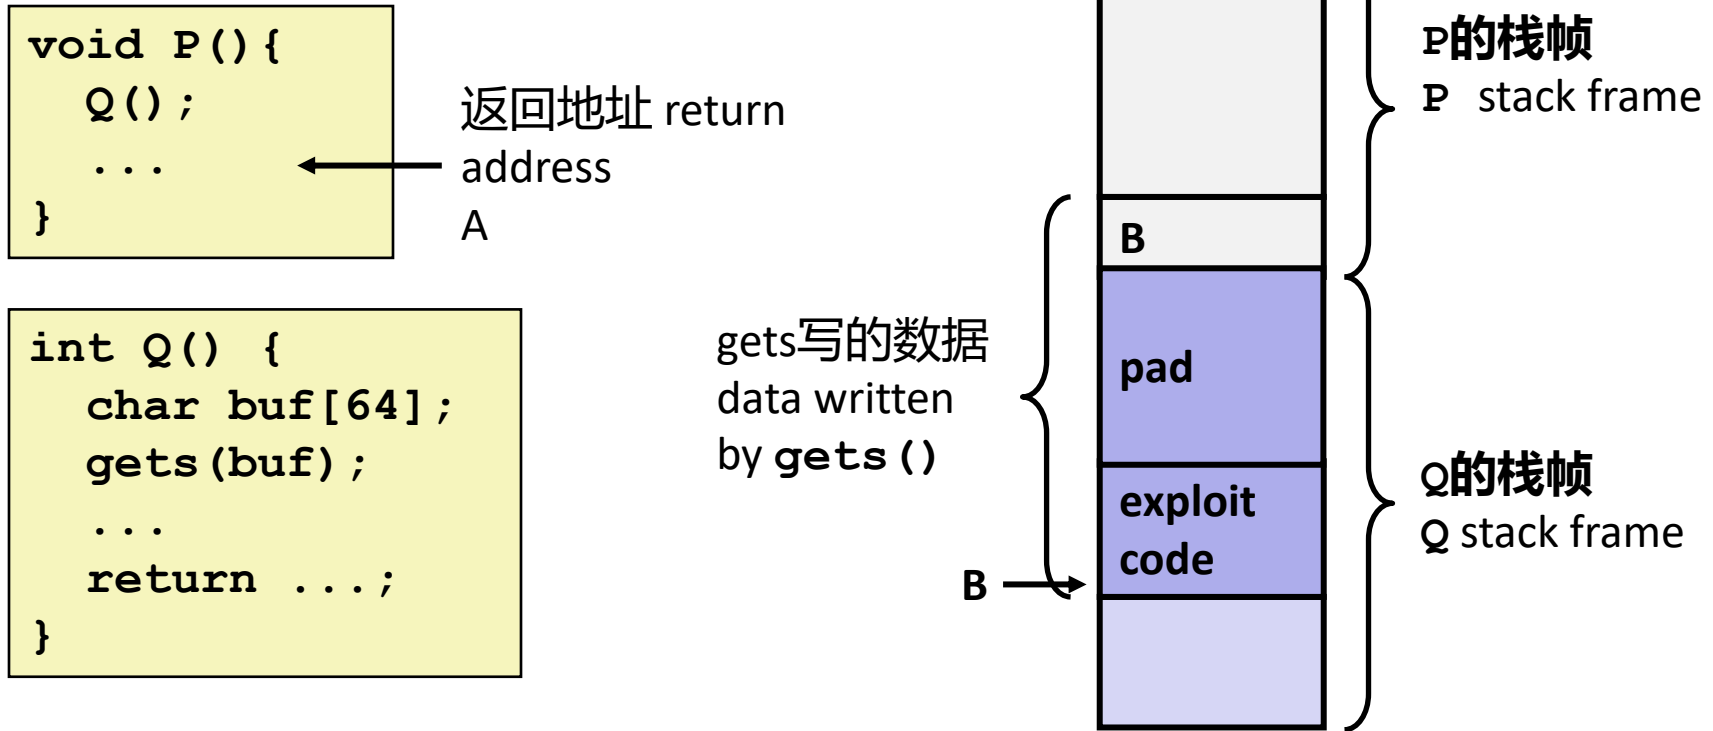 void P(){
Q();
...
}
返回地址 return
address
A
int Q() {
char buf[64];
gets(buf);
...
return ...;
}
gets写的数据
data written
by gets()
B
B
pad
exploit
code
P的栈帧
P stack frame
Q的栈帧
Q stack frame